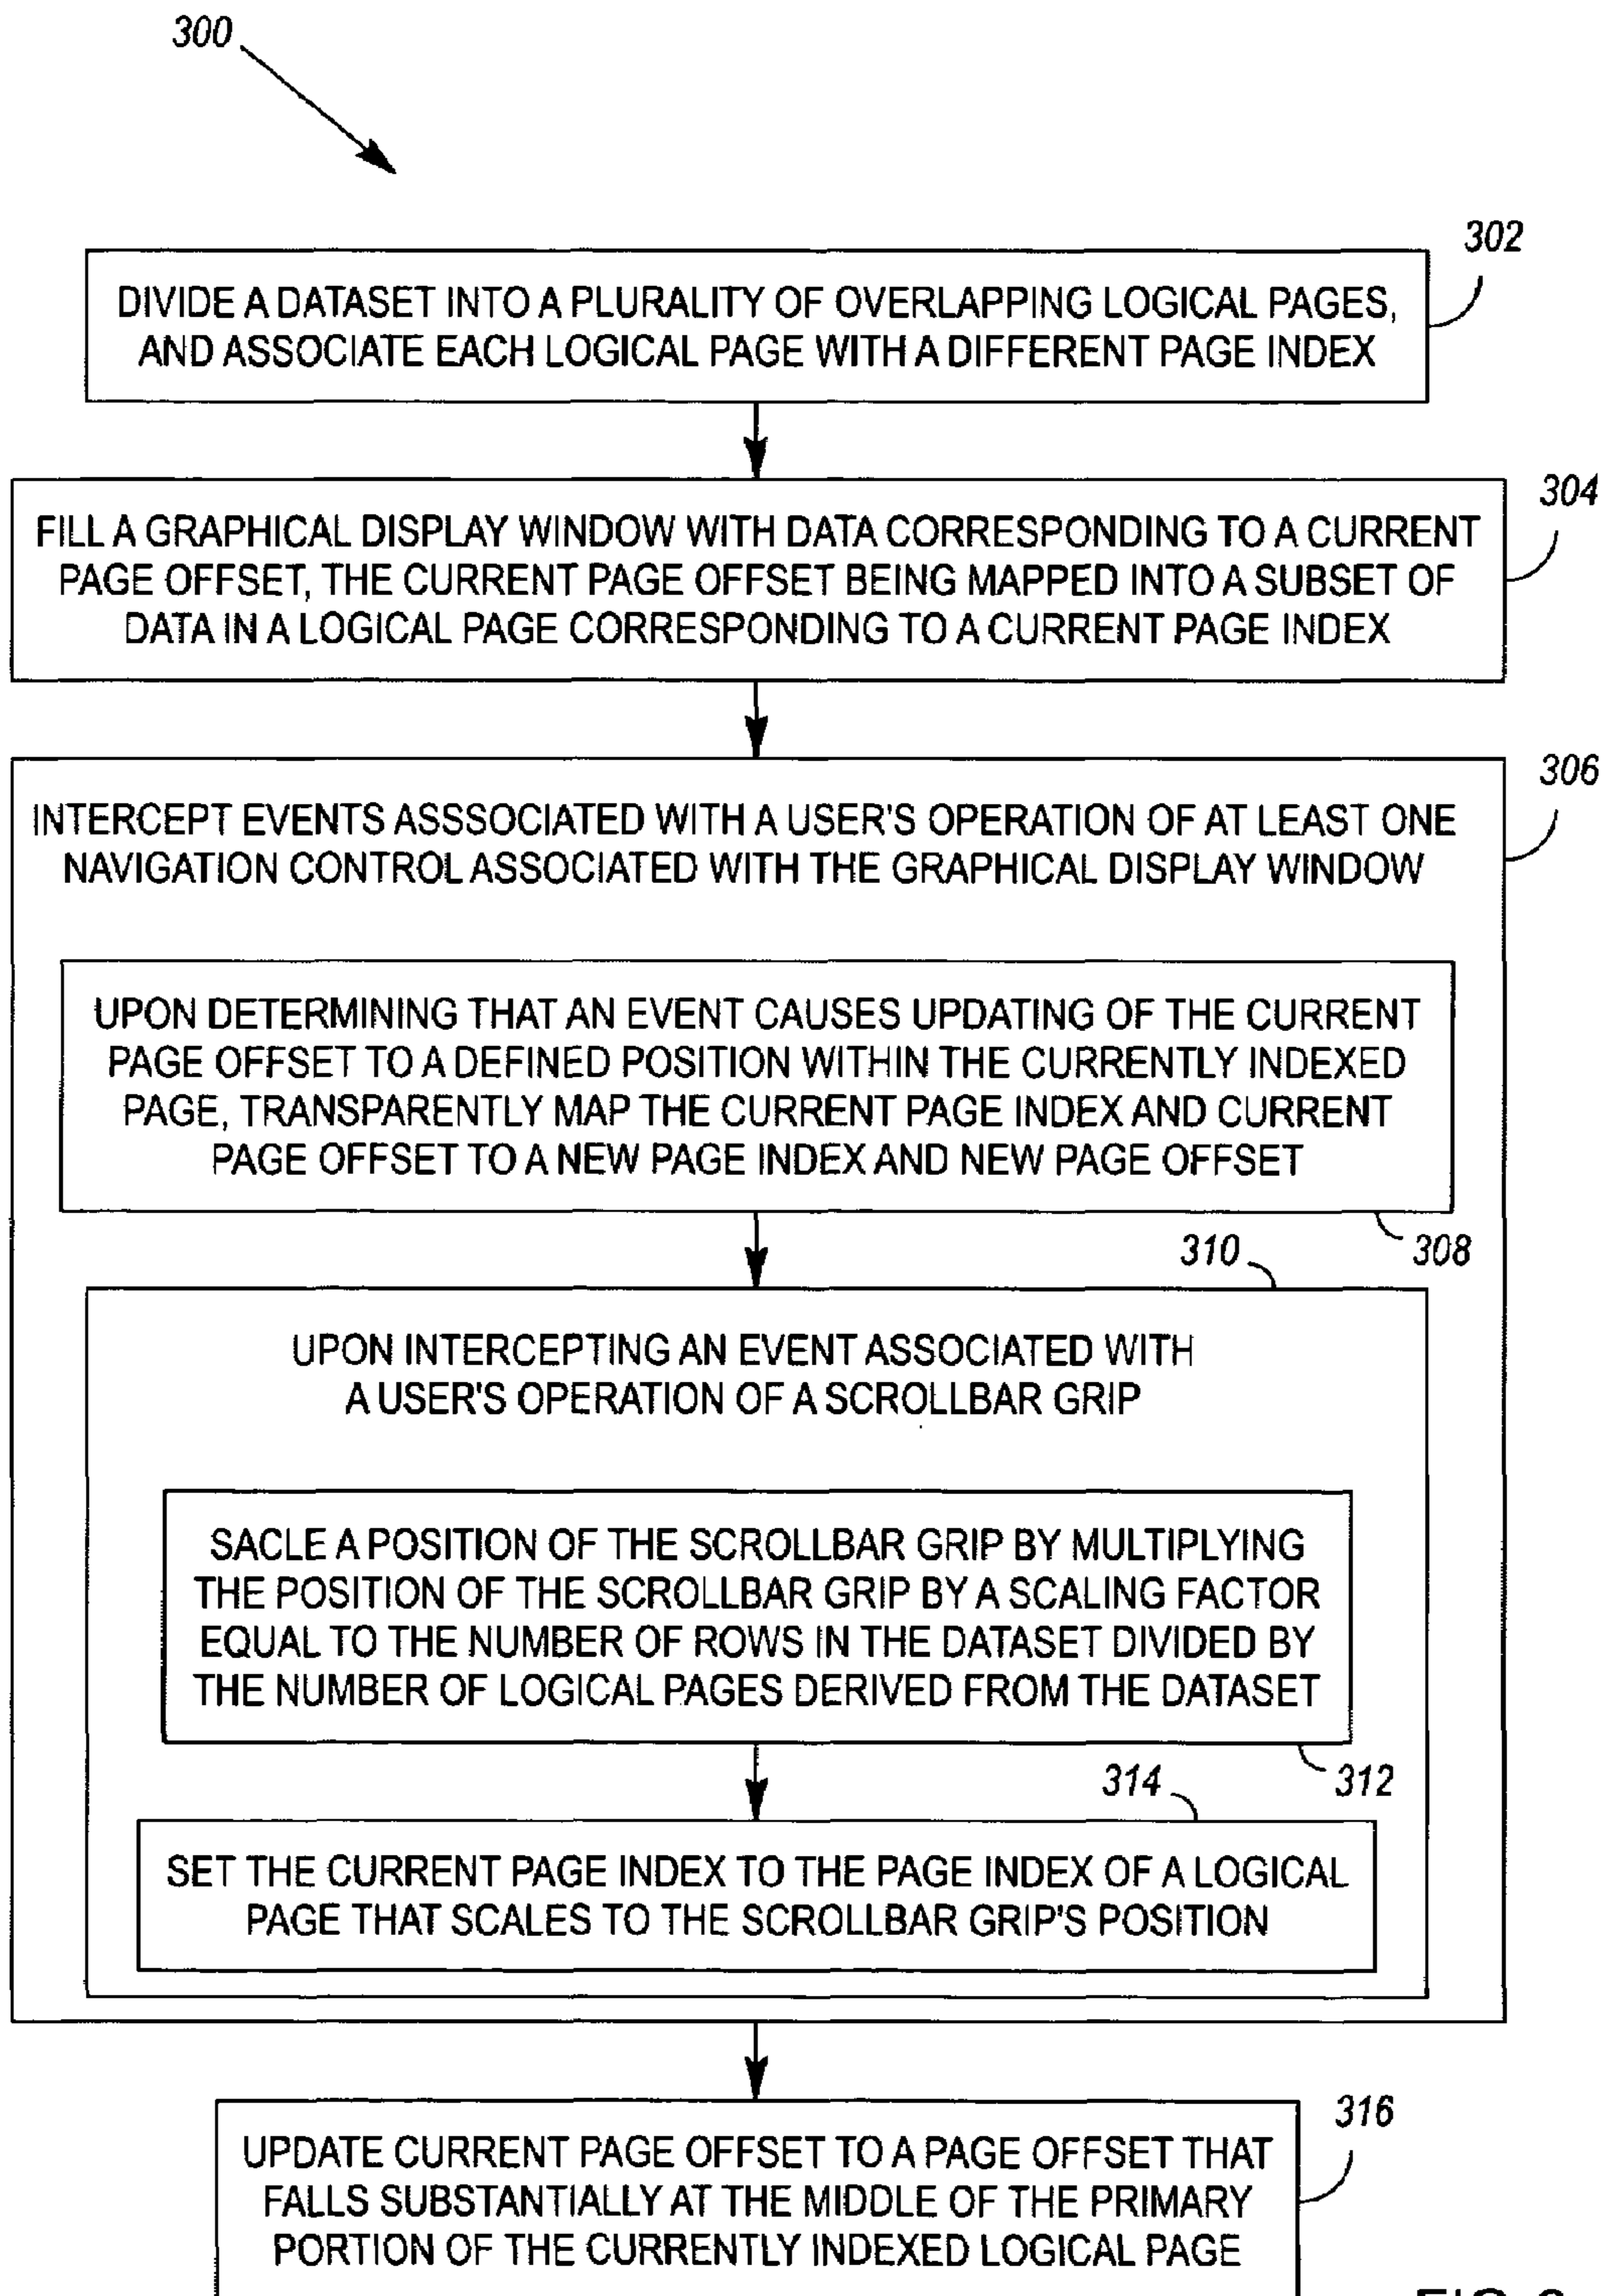 300
302
DIVIDE A DATASET INTO A PLURALITY OF OVERLAPPING LOGICAL PAGES,
AND ASSOCIATE EACH LOGICAL PAGE WITH A DIFFERENT PAGE INDEX
304
FILL A GRAPHICAL DISPLAY WINDOW WITH DATA CORRESPONDING TO A CURRENT
PAGE OFFSET, THE CURRENT PAGE OFFSET BEING MAPPED INTO A SUBSET OF
DATA IN A LOGICAL PAGE CORRESPONDING TO A CURRENT PAGE INDEX
306
INTERCEPT EVENTS ASSSOCIATED WITH A USER'S OPERATION OF AT LEAST ONE
NAVIGATION CONTROL ASSOCIATED WITH THE GRAPHICAL DISPLAY WINDOW
UPON DETERMINING THAT AN EVENT CAUSES UPDATING OF THE CURRENT
PAGE OFFSET TO A DEFINED POSITION WITHIN THE CURRENTLY INDEXED
PAGE, TRANSPARENTLY MAP THE CURRENT PAGE INDEX AND CURRENT
PAGE OFFSET TO A NEW PAGE INDEX AND NEW PAGE OFFSET
308
310
UPON INTERCEPTING AN EVENT ASSOCIATED WITH
A USER'S OPERATION OF A SCROLLBAR GRIP
SACLE A POSITION OF THE SCROLLBAR GRIP BY MULTIPLYING
THE POSITION OF THE SCROLLBAR GRIP BY A SCALING FACTOR
EQUAL TO THE NUMBER OF ROWS IN THE DATASET DIVIDED BY
THE NUMBER OF LOGICAL PAGES DERIVED FROM THE DATASET
312
314
SET THE CURRENT PAGE INDEX TO THE PAGE INDEX OF A LOGICAL
PAGE THAT SCALES TO THE SCROLLBAR GRIP'S POSITION
316
UPDATE CURRENT PAGE OFFSET TO A PAGE OFFSET THAT
FALLS SUBSTANTIALLY AT THE MIDDLE OF THE PRIMARY
PORTION OF THE CURRENTLY INDEXED LOGICAL PAGE